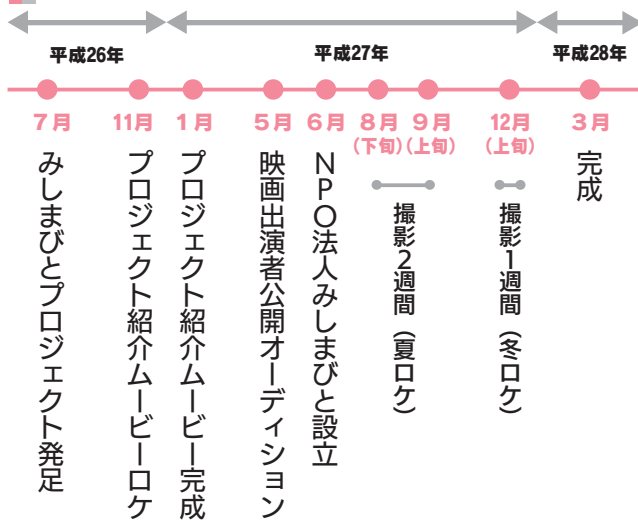 平成26年
平成27年
平成28年
7月
みしまびとプロジェクト発足
11月
プロジェクト紹介ムービーロケ
1月
プロジェクト紹介ムービー完成
5月
映画出演者公開オーディション
6月
NPO法人みしまびと設立
8月
(下旬)
9月
(上旬)
撮影2週間(夏ロケ)
12月
(上旬)
撮影1週間(冬ロケ)
3月
完成